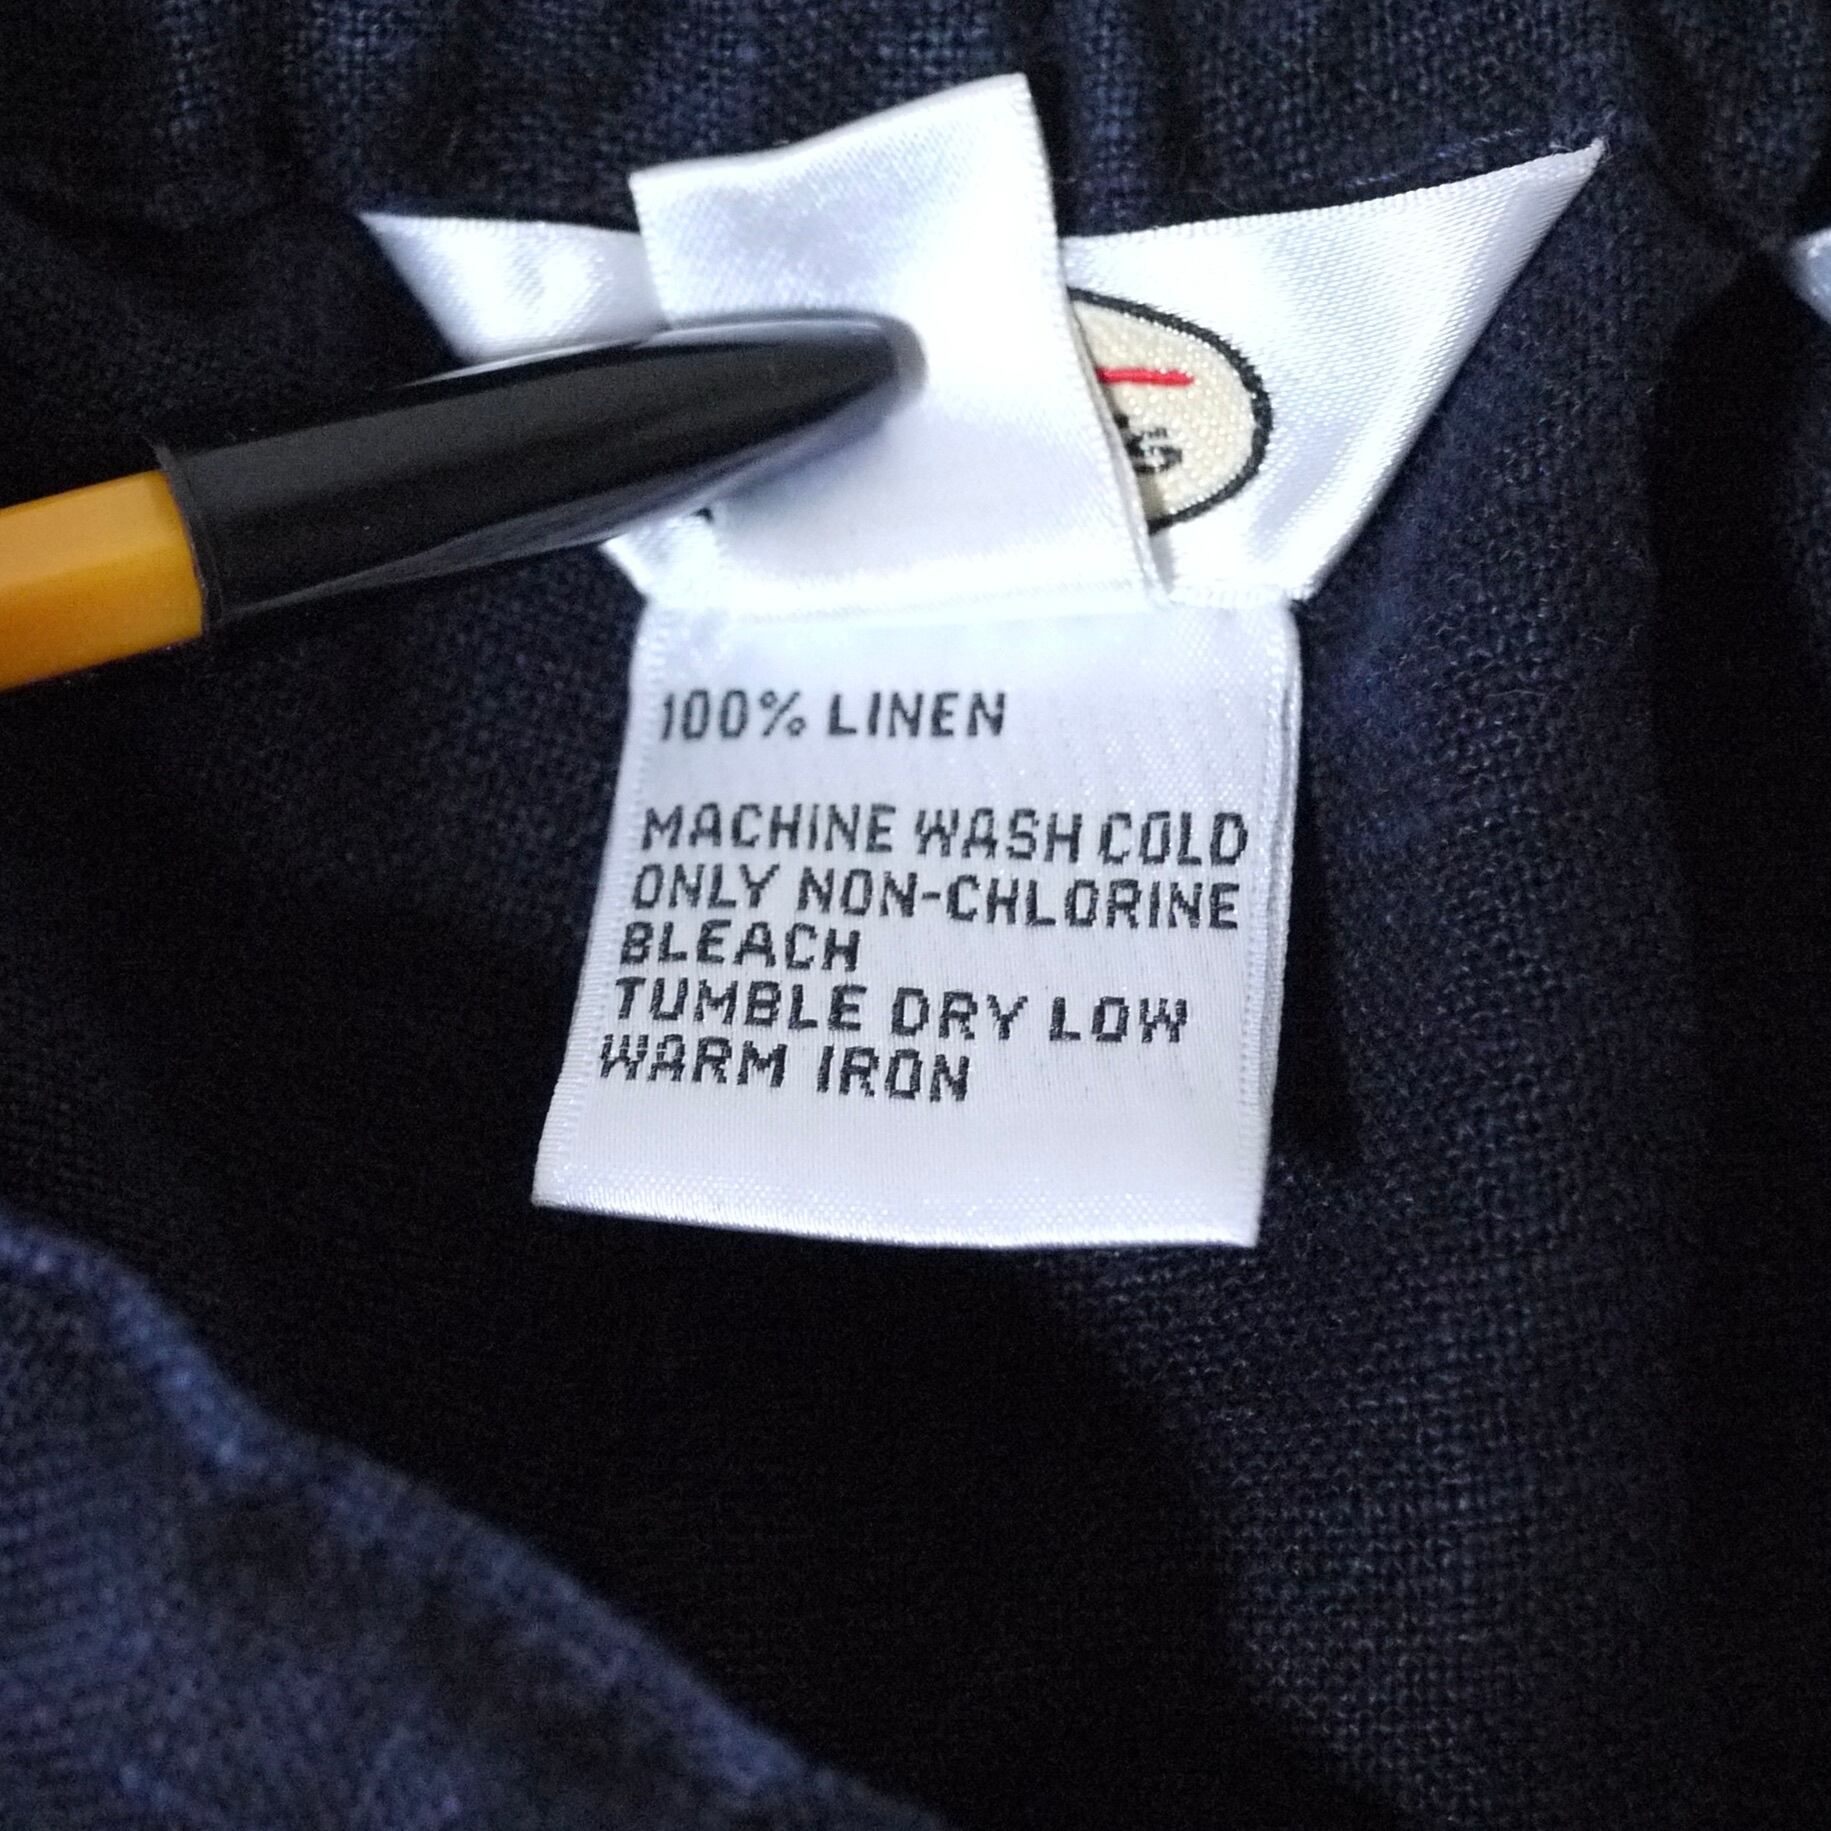 100% LINEN
MACHINE WASH COLD
ONLY NON-CHLORINE
BLEACH
TUMBLE DRY LOW
WARM IRON